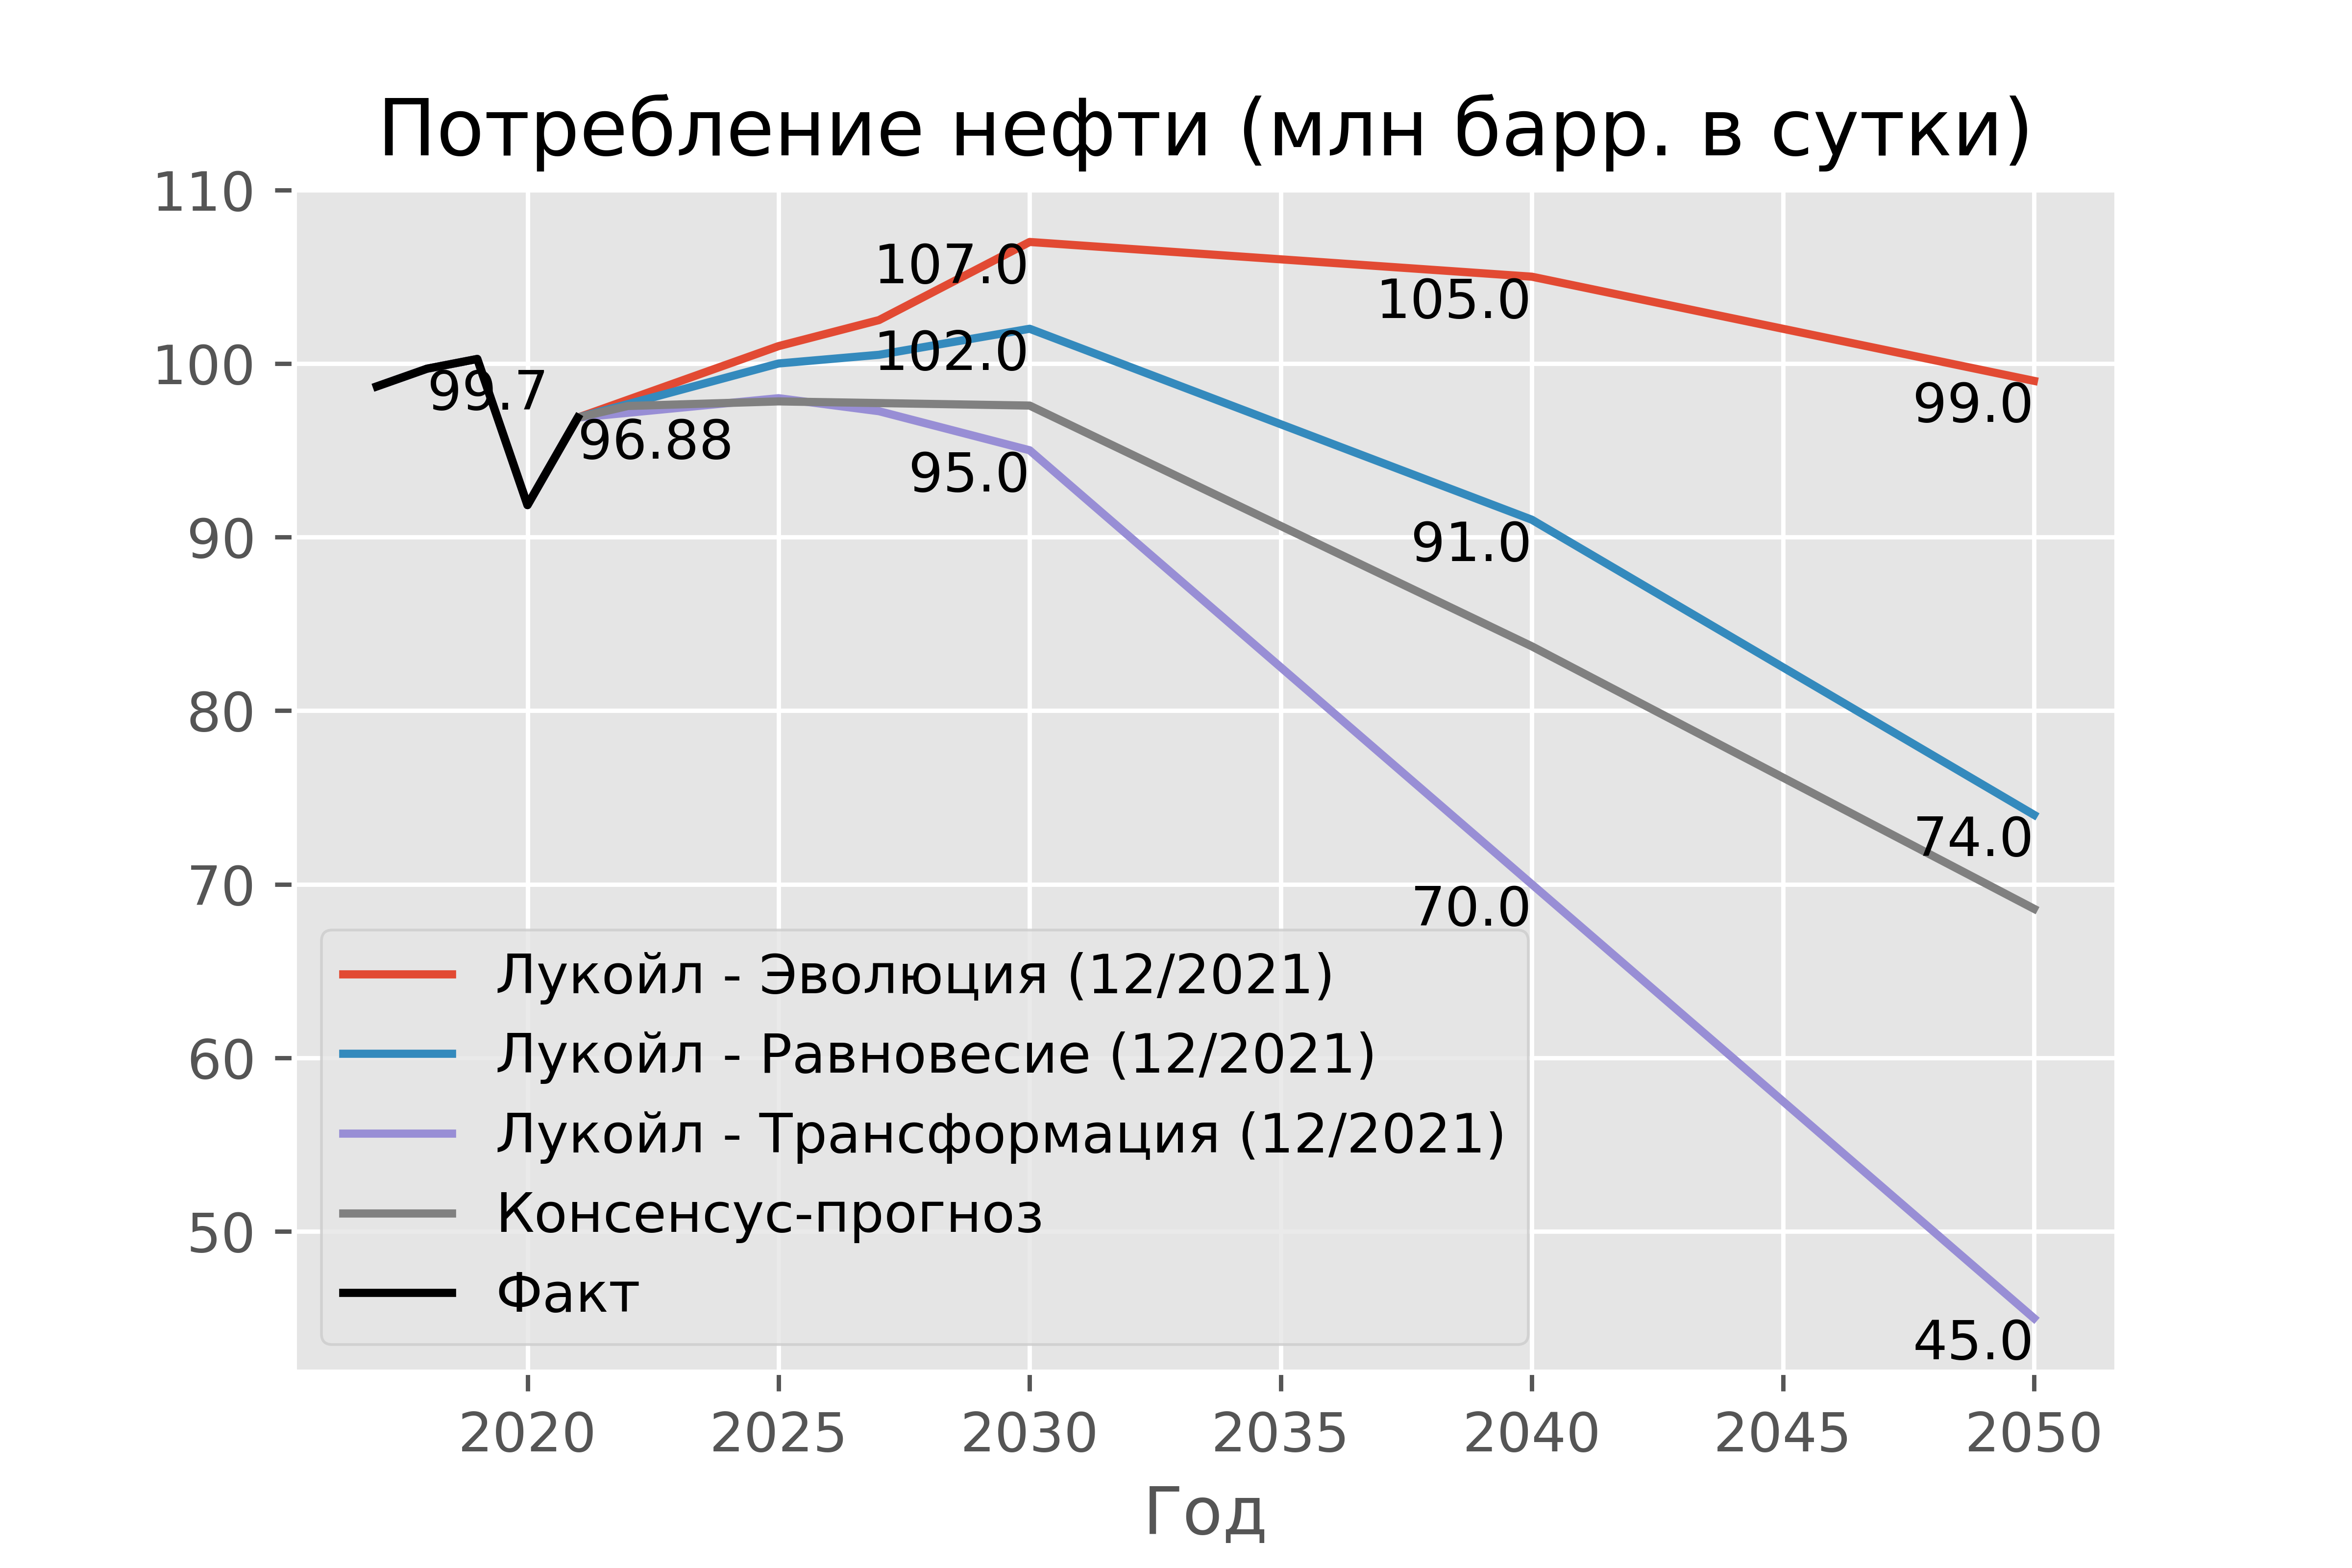 Потребление нефти (млн барр. в сутки)
110
107.0
105.0
102.0
100
99.7
99.0
96.88
95.0
91.0
90
80
74.0
70
70.0
Лукойл - Эволюция (12/2021)
Лукойл - Равновесие (12/2021)
60
Лукойл - Трансформация (12/2021)
Консенсус-прогноз
50
Факт
45.0
2020 2025 2030 2035 2040 2045 2050
Год